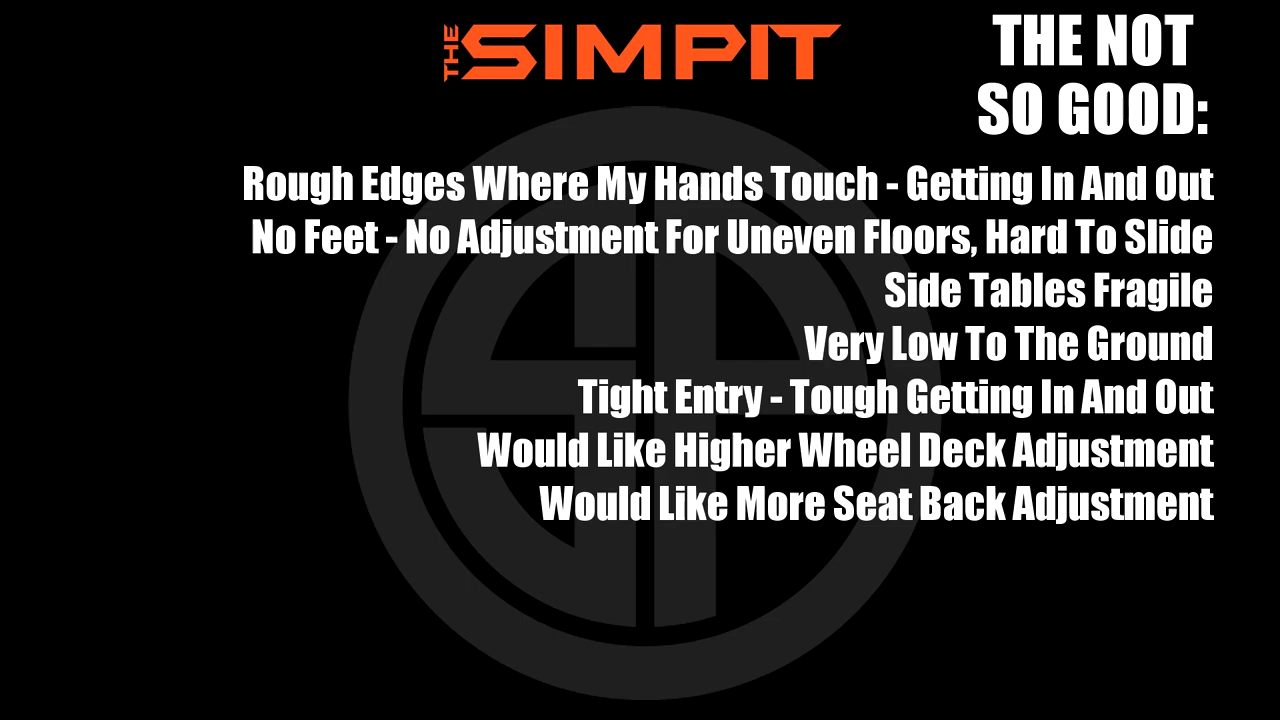 THE SIMPIT
THE NOT
SO GOOD:
Rough Edges Where My Hands Touch - Getting In And Out
No Feet - No Adjustment For Uneven Floors, Hard To Slide
Side Tables Fragile
Very Low To The Ground
Tight Entry - Tough Getting In And Out
Would Like Higher Wheel Deck Adjustment
Would Like More Seat Back Adjustment